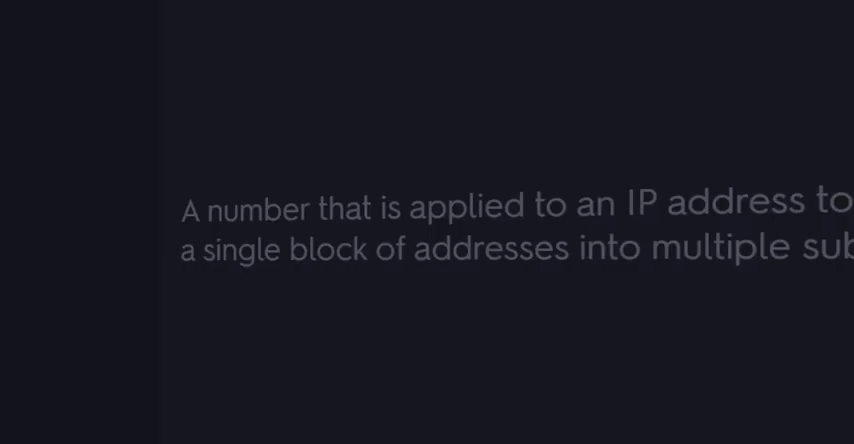 A number that is applied to an IP address to
a single block of addresses into multiple sub